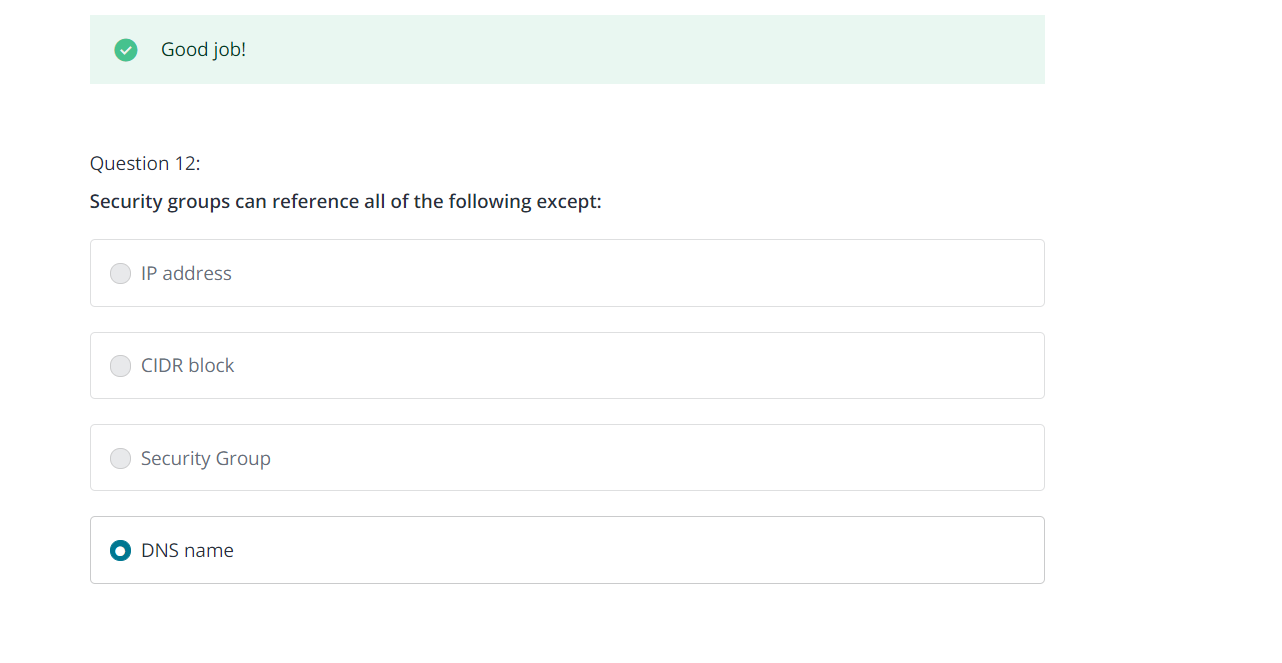 Good job!
Question 12:
Security groups can reference all of the following except:
IP address
CIDR block
Security Group
DNS name